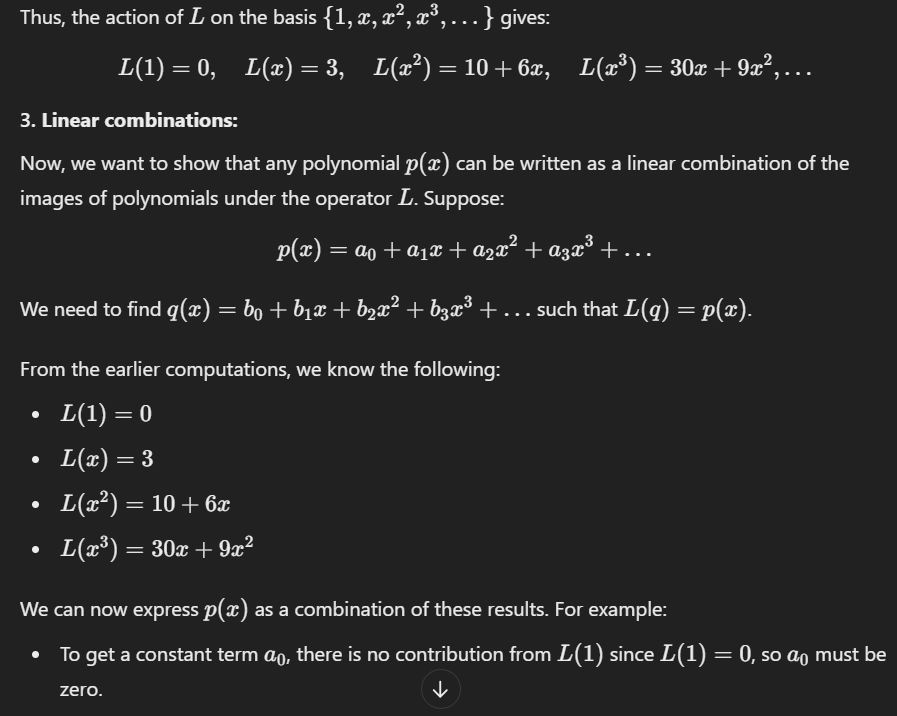 Thus, the action of L on the basis {1, x, x², x³, . . . } gives:
L(1) = 0, L(x) = 3, L(x²) = 10 + 6x, L(x³) = 30x + 9x², . . .
3. Linear combinations:
Now, we want to show that any polynomial p(x) can be written as a linear combination of the
images of polynomials under the operator L. Suppose:
p(x) = a₀ + a₁x + a₂x² + a₃x³ + . . .
We need to find q(x) = b₀ + b₁x + b₂x² + b₃x³ + . . . such that L(q) = p(x).
From the earlier computations, we know the following:
• L(1) = 0
• L(x) = 3
• L(x²) = 10 + 6x
• L(x³) = 30x + 9x²
We can now express p(x) as a combination of these results. For example:
• To get a constant term a₀, there is no contribution from L(1) since L(1) = 0, so a₀ must be
zero.